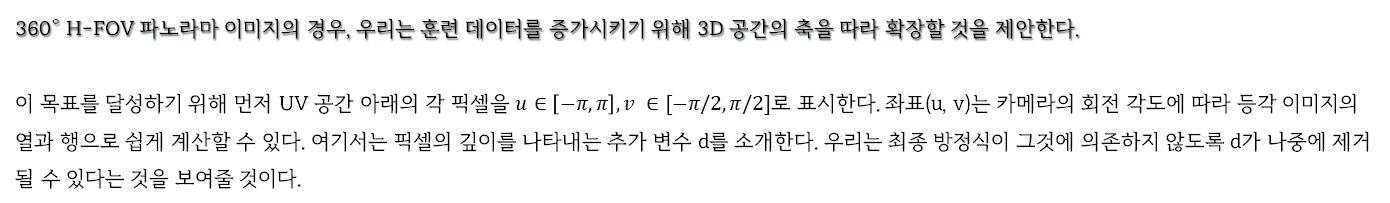 360° H-FOV 파노라마 이미지의 경우, 우리는 훈련 데이터를 증가시키기 위해 3D 공간의 축을 따라 확장할 것을 제안한다.
이 목표를 달성하기 위해 먼저 UV 공간 아래의 각 픽셀을 u ∈ [−π, π], v ∈ [−π/2, π/2]로 표시한다. 좌표(u, v)는 카메라의 회전 각도에 따라 등각 이미지의
열과 행으로 쉽게 계산할 수 있다. 여기서는 픽셀의 깊이를 나타내는 추가 변수 d를 소개한다. 우리는 최종 방정식이 그것에 의존하지 않도록 d가 나중에 제거
될 수 있다는 것을 보여줄 것이다.